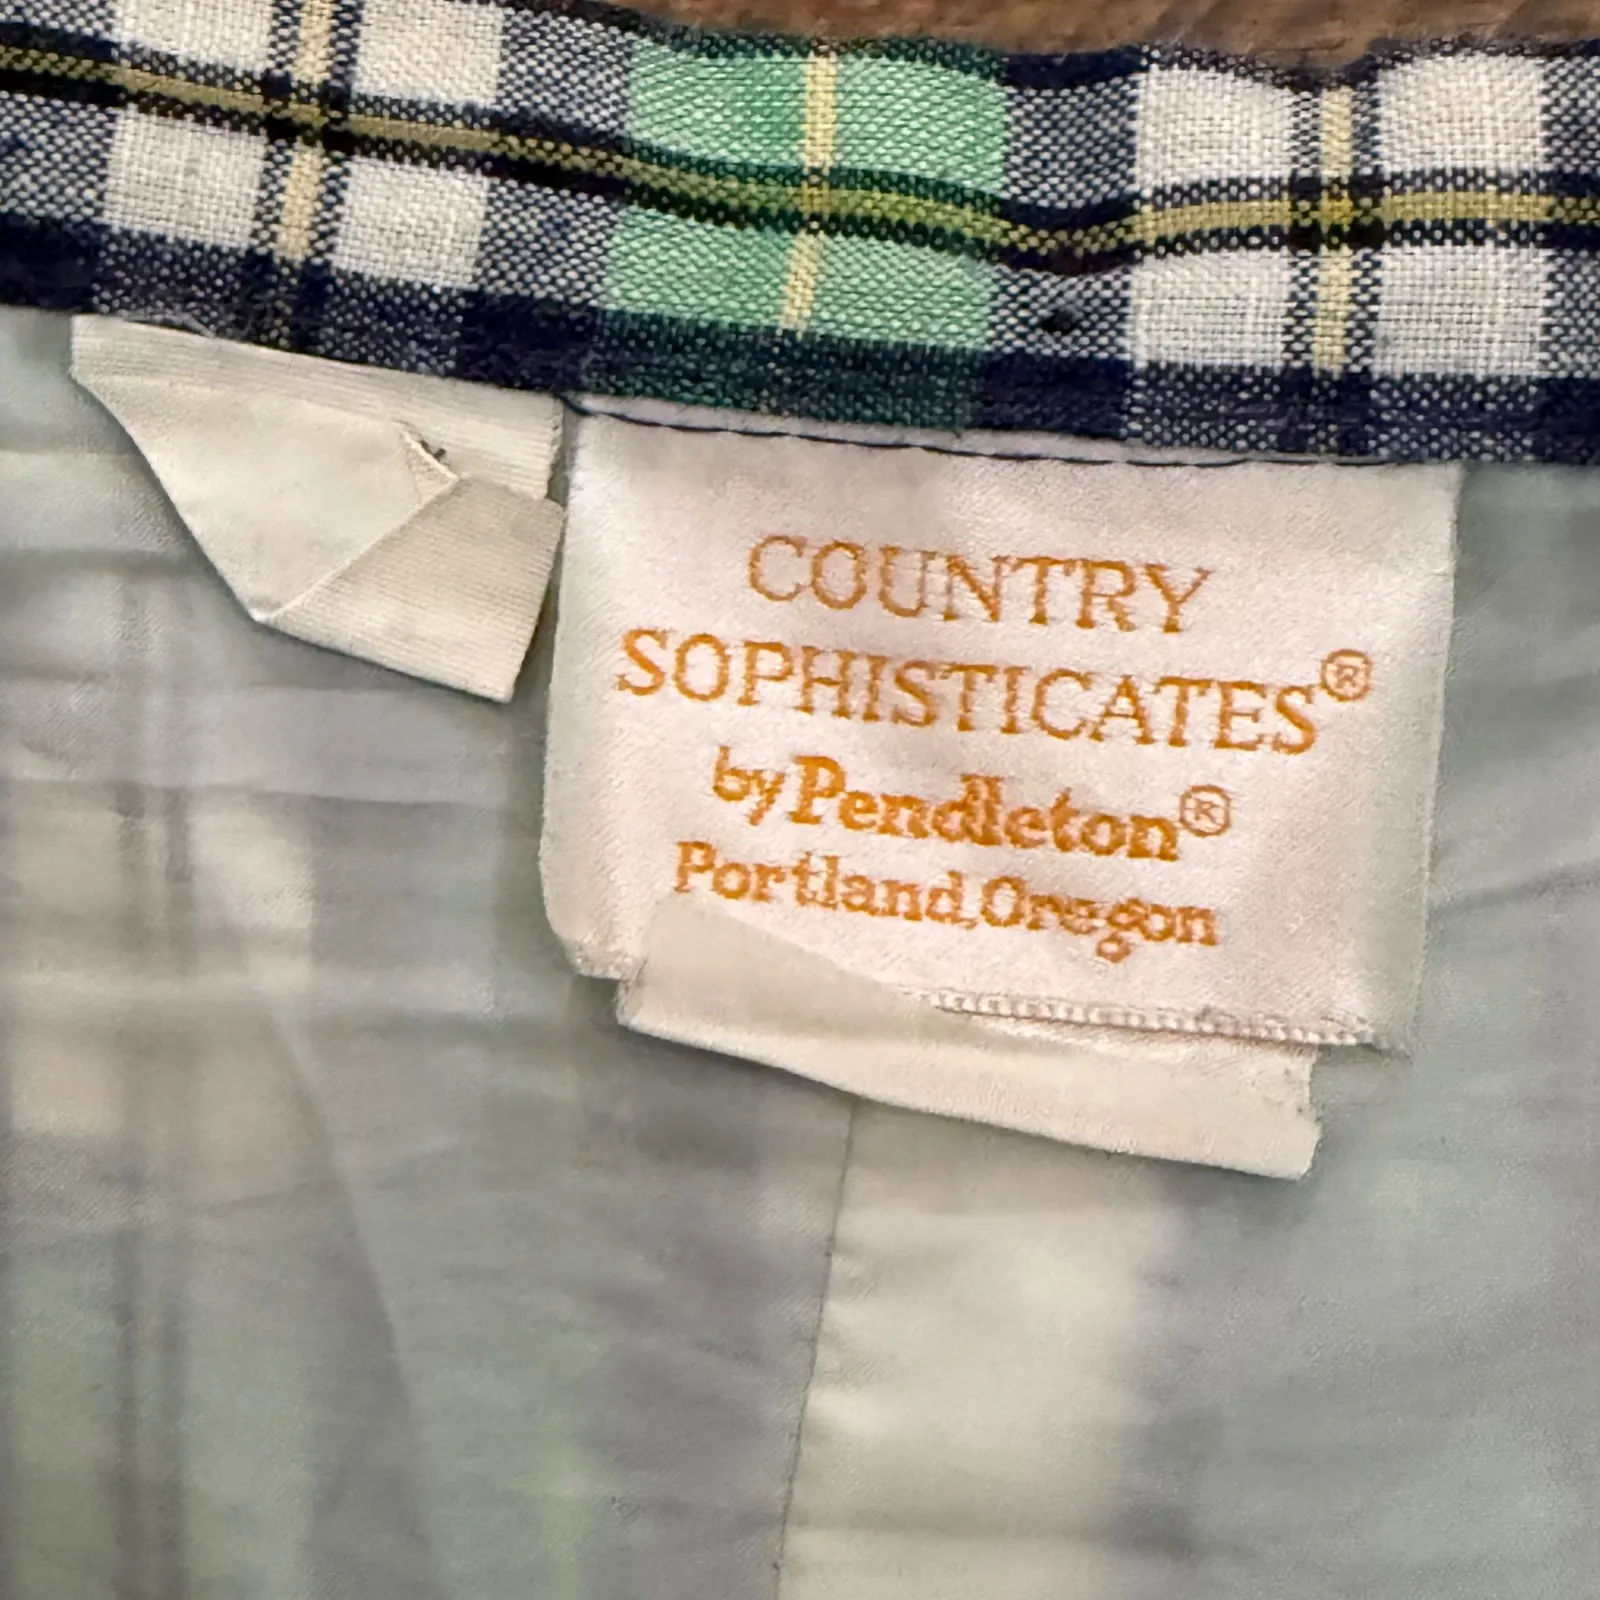 COUNTRY
SOPHISTICATES®
by Pendleton®
Portland, Oregon